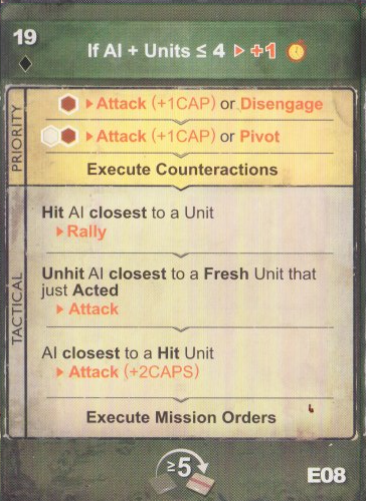 19
If AI + Units ≤ 4 ▶ +1
PRIORITY
▶ Attack (+1CAP) or Disengage
▶ Attack (+1CAP) or Pivot
Execute Counteractions
TACTICAL
Hit AI closest to a Unit
▶ Rally
Unhit AI closest to a Fresh Unit that
just Acted
▶ Attack
AI closest to a Hit Unit
▶ Attack (+2CAPS)
Execute Mission Orders
≥5
E08